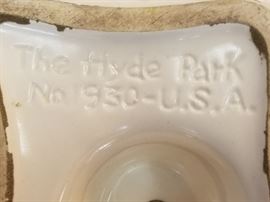 The Hyde Park
No 930-U.S.A.